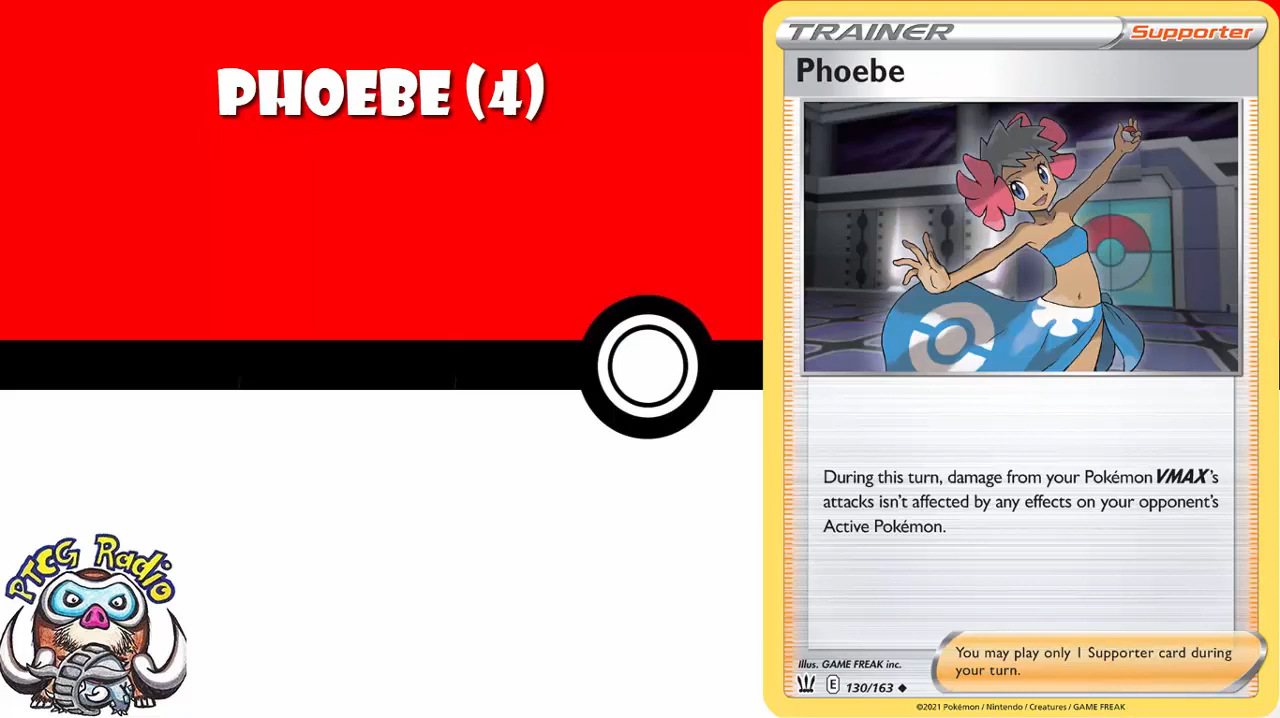 PHOEBE (4)
TRAINER
Supporter
Phoebe
During this turn, damage from your Pokémon VMAX's
attacks isn't affected by any effects on your opponent's
Active Pokémon.
You may play only 1 Supporter card during
your turn.
Illus. GAME FREAK inc.
E 130/163
©2021 Pokémon / Nintendo / Creatures / GAME FREAK
PTCG Radio